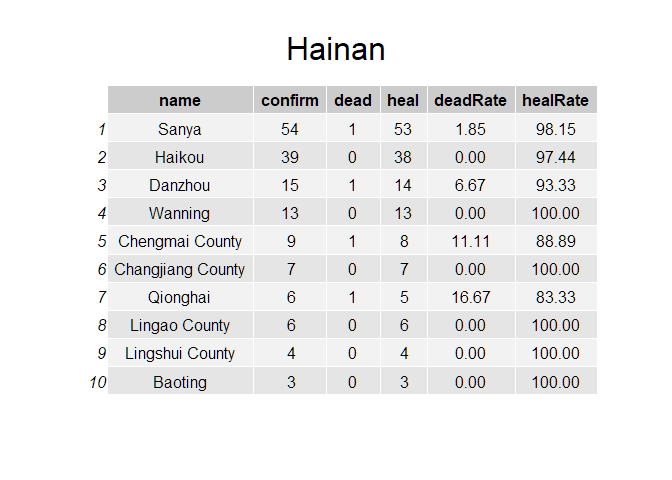 Hainan
name confirm dead heal deadRate healRate
1 Sanya 54 1 53 1.85 98.15
2 Haikou 39 0 38 0.00 97.44
3 Danzhou 15 1 14 6.67 93.33
4 Wanning 13 0 13 0.00 100.00
5 Chengmai County 9 1 8 11.11 88.89
6 Changjiang County 7 0 7 0.00 100.00
7 Qionghai 6 1 5 16.67 83.33
8 Lingao County 6 0 6 0.00 100.00
9 Lingshui County 4 0 4 0.00 100.00
10 Baoting 3 0 3 0.00 100.00